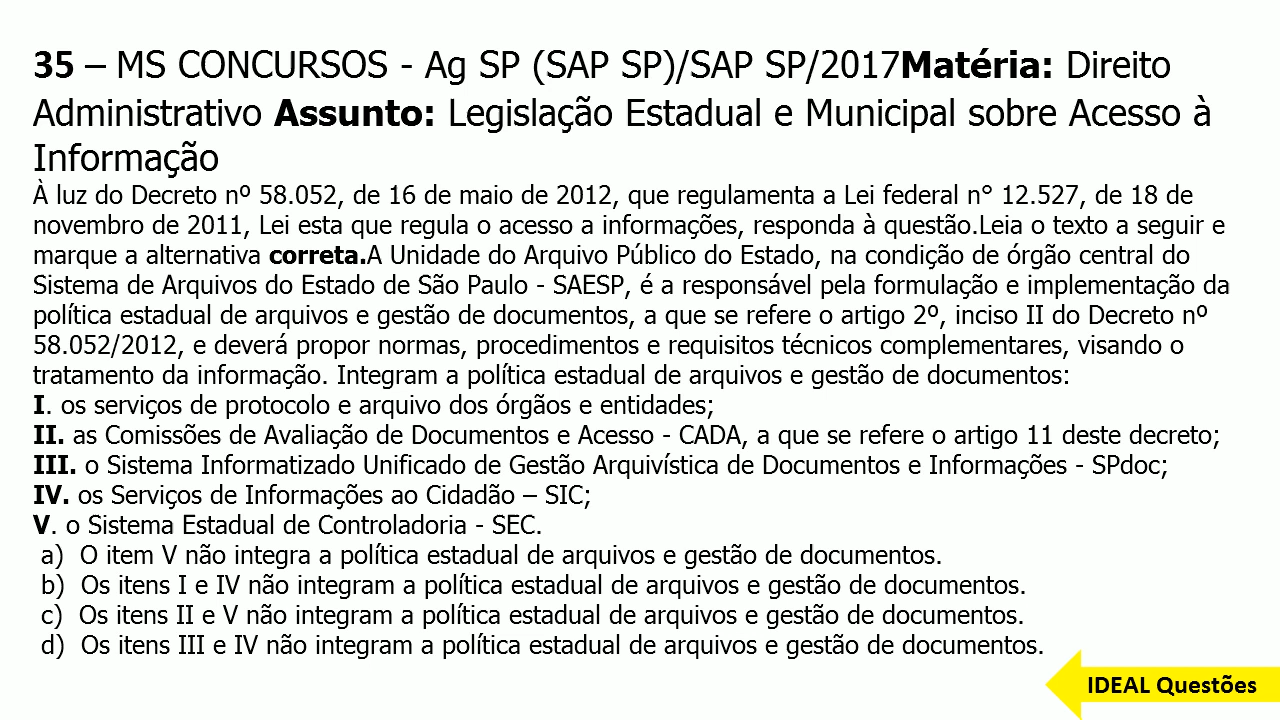 35 – MS CONCURSOS - Ag SP (SAP SP)/SAP SP/2017Matéria: Direito
Administrativo Assunto: Legislação Estadual e Municipal sobre Acesso à
Informação
À luz do Decreto nº 58.052, de 16 de maio de 2012, que regulamenta a Lei federal n° 12.527, de 18 de
novembro de 2011, Lei esta que regula o acesso a informações, responda à questão.Leia o texto a seguir e
marque a alternativa correta.A Unidade do Arquivo Público do Estado, na condição de órgão central do
Sistema de Arquivos do Estado de São Paulo - SAESP, é a responsável pela formulação e implementação da
política estadual de arquivos e gestão de documentos, a que se refere o artigo 2º, inciso II do Decreto nº
58.052/2012, e deverá propor normas, procedimentos e requisitos técnicos complementares, visando o
tratamento da informação. Integram a política estadual de arquivos e gestão de documentos:
I. os serviços de protocolo e arquivo dos órgãos e entidades;
II. as Comissões de Avaliação de Documentos e Acesso - CADA, a que se refere o artigo 11 deste decreto;
III. o Sistema Informatizado Unificado de Gestão Arquivística de Documentos e Informações - SPdoc;
IV. os Serviços de Informações ao Cidadão – SIC;
V. o Sistema Estadual de Controladoria - SEC.
a) O item V não integra a política estadual de arquivos e gestão de documentos.
b) Os itens I e IV não integram a política estadual de arquivos e gestão de documentos.
c) Os itens II e V não integram a política estadual de arquivos e gestão de documentos.
d) Os itens III e IV não integram a política estadual de arquivos e gestão de documentos.
IDEAL Questões